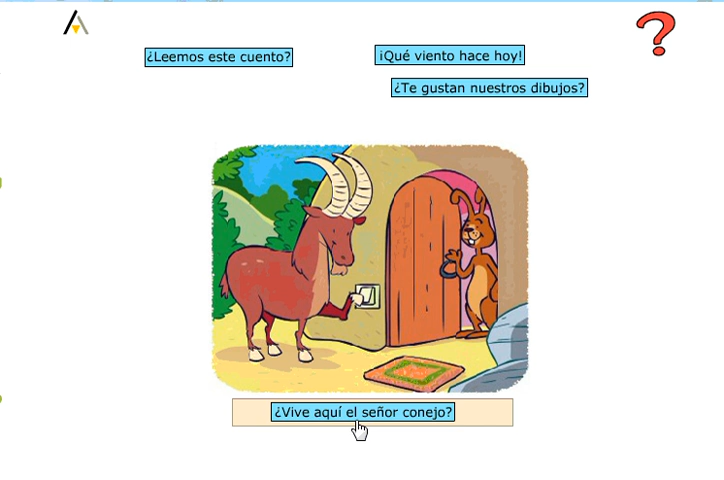 ¿Leemos este cuento?
¡Qué viento hace hoy!
¿Te gustan nuestros dibujos?
¿Vive aquí el señor conejo?